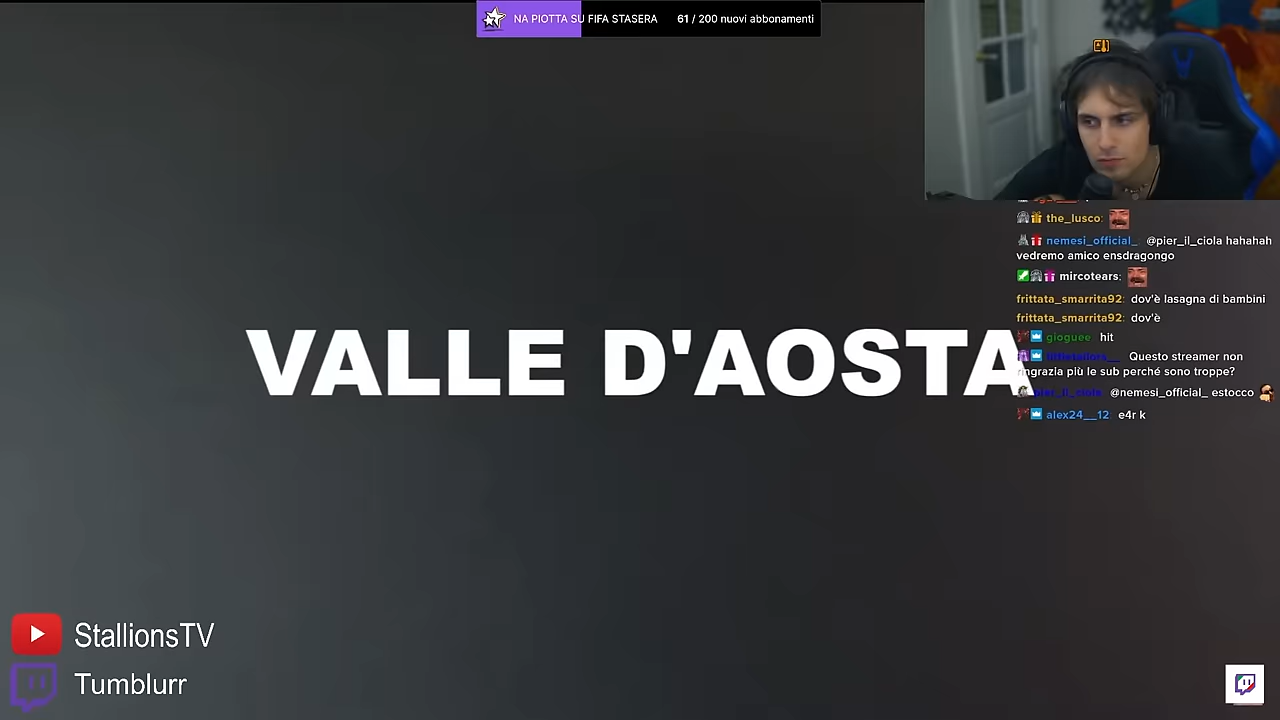 NA PIOTTA SU FIFA STASERA 61 / 200 nuovi abbonamenti
the_lusco:
nemesi_official_ @pier_il_ciola hahahah
vedremo amico ensdragongo
mircotears:
frittata_smarrita92: dov'è lasagna di bambini
frittata_smarrita92: dov'è
gioguee hit
Questo streamer non
ringrazia più le sub perché sono troppe?
pier_il_ciola @nemesi_official_ estocco
alex24__12: e4r k
VALLE D'AOSTA
StallionsTV
Tumblurr